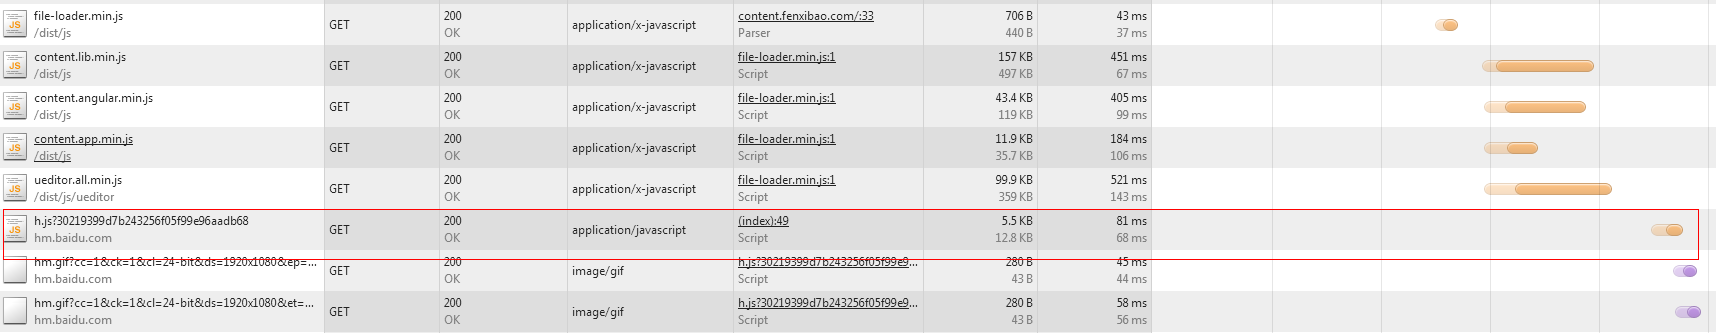 file-loader.min.js
/dist/js
GET
200
OK
application/x-javascript
content.fenxibao.com/:33
Parser
706 B
440 B
43 ms
37 ms
content.lib.min.js
/dist/js
GET
200
OK
application/x-javascript
file-loader.min.js:1
Script
157 KB
497 KB
451 ms
67 ms
content.angular.min.js
/dist/js
GET
200
OK
application/x-javascript
file-loader.min.js:1
Script
43.4 KB
119 KB
405 ms
99 ms
content.app.min.js
/dist/js
GET
200
OK
application/x-javascript
file-loader.min.js:1
Script
11.9 KB
35.7 KB
184 ms
106 ms
ueditor.all.min.js
/dist/js/ueditor
GET
200
OK
application/x-javascript
file-loader.min.js:1
Script
99.9 KB
359 KB
521 ms
143 ms
h.js?30219399d7b243256f05f99e96aadb68
hm.baidu.com
GET
200
OK
application/javascript
(index):49
Script
5.5 KB
12.8 KB
81 ms
68 ms
hm.gif?cc=1&ck=1&cl=24-bit&ds=1920x1080&ep=...
hm.baidu.com
GET
200
OK
image/gif
h.js?30219399d7b243256f05f99e9...
Script
280 B
43 B
45 ms
44 ms
hm.gif?cc=1&ck=1&cl=24-bit&ds=1920x1080&et=...
hm.baidu.com
GET
200
OK
image/gif
h.js?30219399d7b243256f05f99e9...
Script
280 B
43 B
58 ms
56 ms